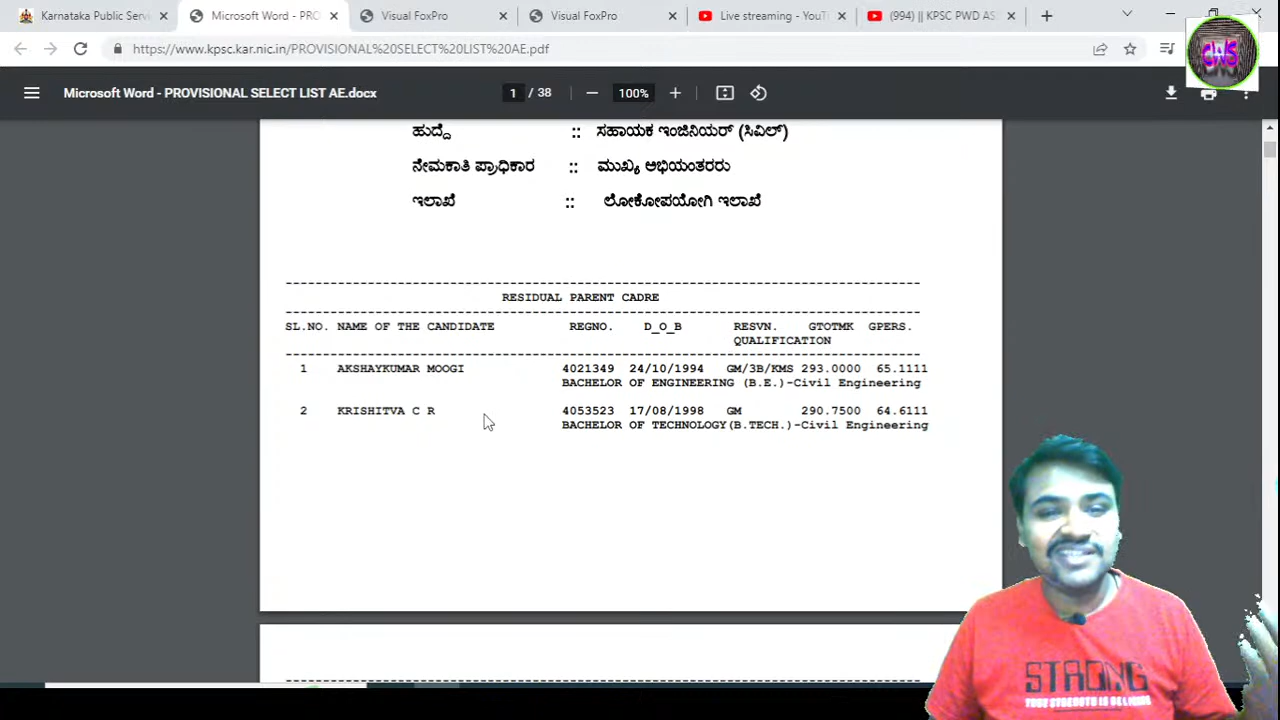 Karnataka Public Serv
Microsoft Word - PRO
Visual FoxPro
Visual FoxPro
Live streaming - YouT
(994) || KPSC PWD AS
https://www.kpsc.kar.nic.in/PROVISIONAL%20SELECT%20LIST%20AE.pdf
CWS
Microsoft Word - PROVISIONAL SELECT LIST AE.docx
1 / 38
100%
ಹುದ್ದೆ :: ಸಹಾಯಕ ಇಂಜಿನಿಯರ್ (ಸಿವಿಲ್)
ನೇಮಕಾತಿ ಪ್ರಾಧಿಕಾರ :: ಮುಖ್ಯ ಅಭಿಯಂತರರು
ಇಲಾಖೆ :: ಲೋಕೋಪಯೋಗಿ ಇಲಾಖೆ
RESIDUAL PARENT CADRE
SL.NO. NAME OF THE CANDIDATE REGNO. D_O_B RESVN. GTOTMK GPERS.
QUALIFICATION
1 AKSHAYKUMAR MOOGI 4021349 24/10/1994 GM/3B/KMS 293.0000 65.1111
BACHELOR OF ENGINEERING (B.E.)-Civil Engineering
2 KRISHITVA C R 4053523 17/08/1998 GM 290.7500 64.6111
BACHELOR OF TECHNOLOGY(B.TECH.)-Civil Engineering
STRONG